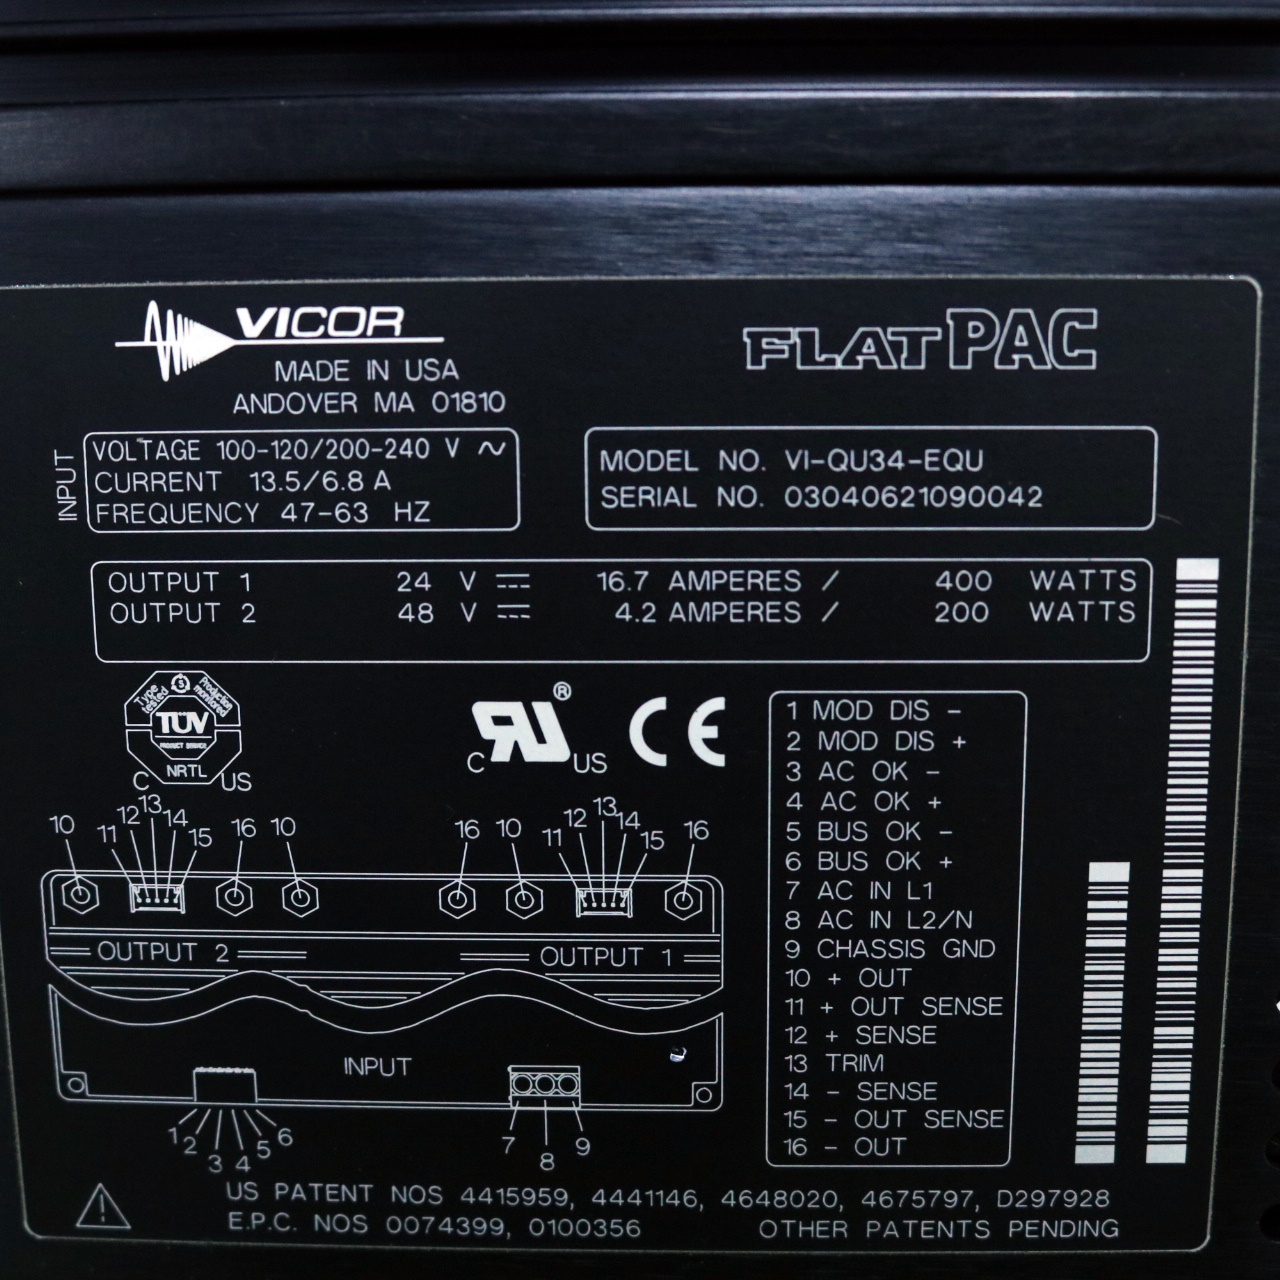 VICOR
FLATPAC
MADE IN USA
ANDOVER MA 01810
INPUT
VOLTAGE 100-120/200-240 V ~
CURRENT 13.5/6.8 A
FREQUENCY 47-63 HZ
MODEL NO. VI-QU34-EQU
SERIAL NO. 03040621090042
OUTPUT 1 24 V ⎓ 16.7 AMPERES / 400 WATTS
OUTPUT 2 48 V ⎓ 4.2 AMPERES / 200 WATTS
Type tested
Production monitored
TÜV
PRODUCT SERVICE
NRTL
C US
C RU ® US
CE
1 MOD DIS -
2 MOD DIS +
3 AC OK -
4 AC OK +
5 BUS OK -
6 BUS OK +
7 AC IN L1
8 AC IN L2/N
9 CHASSIS GND
10 + OUT
11 + OUT SENSE
12 + SENSE
13 TRIM
14 - SENSE
15 - OUT SENSE
16 - OUT
10 11 12 13 14 15 16 10 16 10 11 12 13 14 15 16
OUTPUT 2 OUTPUT 1
INPUT
1 2 3 4 5 6 7 8 9
US PATENT NOS 4415959, 4441146, 4648020, 4675797, D297928
E.P.C. NOS 0074399, 0100356 OTHER PATENTS PENDING